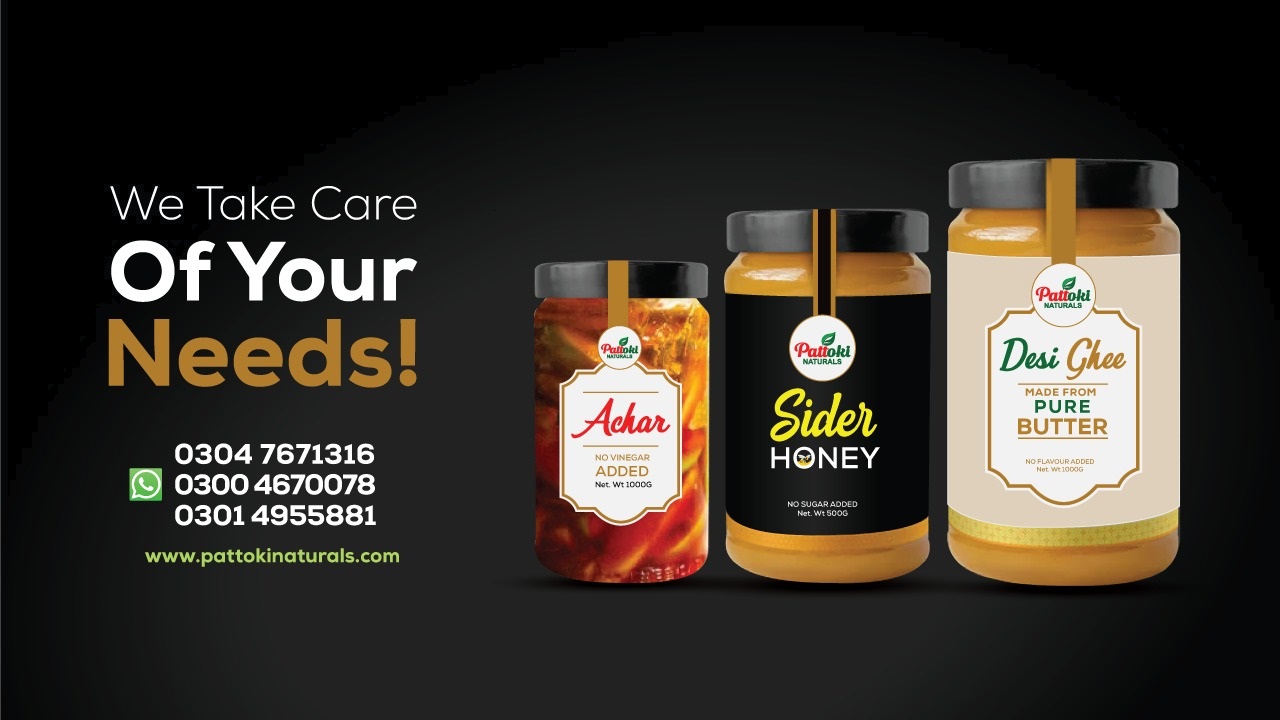 We Take Care
Of Your
Needs!
0304 7671316
0300 4670078
0301 4955881
www.pattokinaturals.com
Pattoki
NATURALS
Achar
NO VINEGAR
ADDED
Net. Wt 1000G
Pattoki
NATURALS
Sider
HONEY
NO SUGAR ADDED
Net. Wt 500G
Pattoki
NATURALS
Desi Ghee
MADE FROM
PURE
BUTTER
NO FLAVOUR ADDED
Net. Wt 1000G